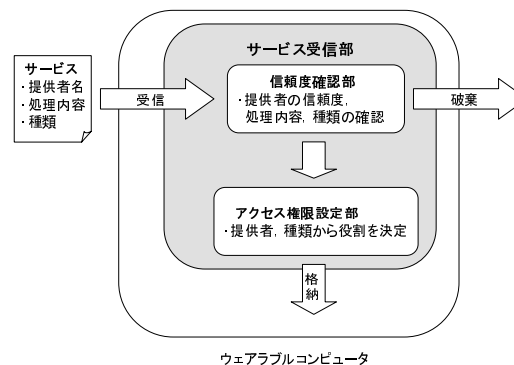 サービス
・提供者名
・処理内容
・種類
受信
サービス受信部
信頼度確認部
・提供者の信頼度,
処理内容, 種類の確認
破棄
アクセス権限設定部
・提供者, 種類から役割を決定
格納
ウェアラブルコンピュータ